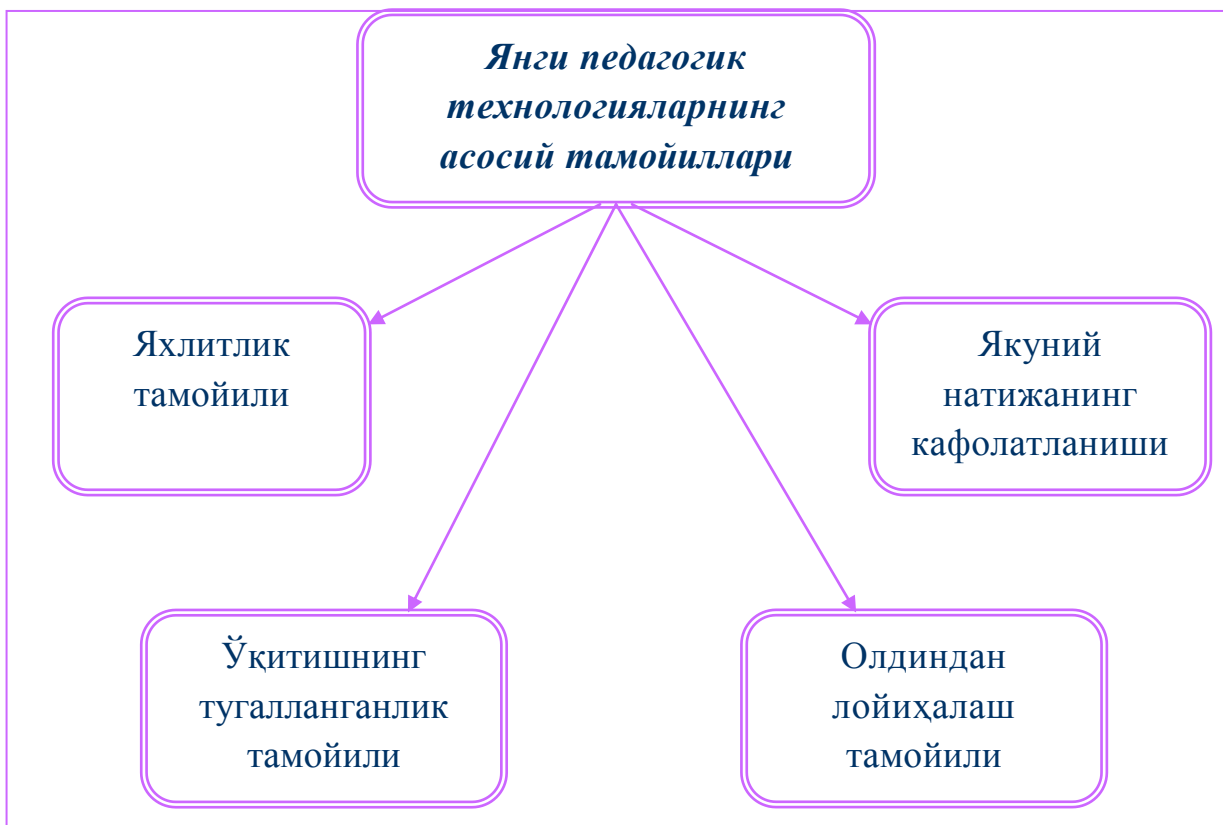 Янги педагогик
технологияларнинг
асосий тамойиллари
Яхлитлик
тамойили
Якуний
натижанинг
кафолатланиши
Ўқитишнинг
тугалланганлик
тамойили
Олдиндан
лойиҳалаш
тамойили